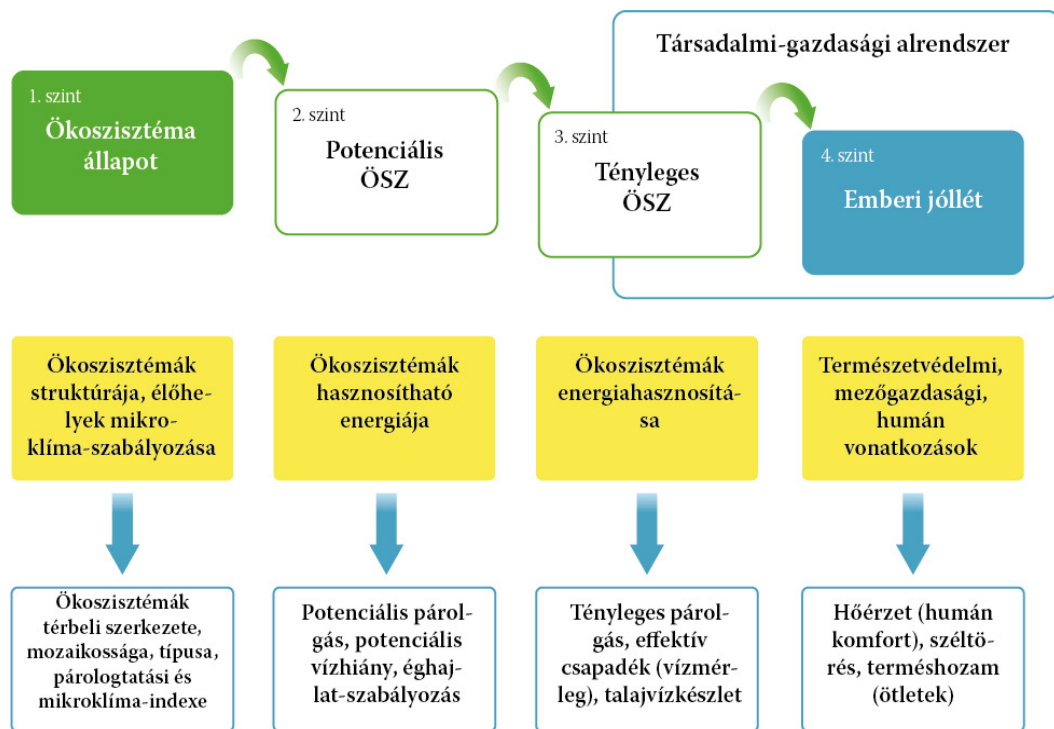 Társadalmi-gazdasági alrendszer
1. szint
Ökoszisztéma
állapot
2. szint
Potenciális
ÖSZ
3. szint
Tényleges
ÖSZ
4. szint
Emberi jóllét
Ökoszisztémák
struktúrája, élőhe-
lyek mikro-
klíma-szabályozása
Ökoszisztémák
hasznosítható
energiája
Ökoszisztémák
energiahasznosítá-
sa
Természetvédelmi,
mezőgazdasági,
humán
vonatkozások
Ökoszisztémák
térbeli szerkezete,
mozaikossága, típusa,
párologtatási és
mikroklíma-indexe
Potenciális párol-
gás, potenciális
vízhiány, éghaj-
lat-szabályozás
Tényleges párol-
gás, effektív
csapadék (vízmér-
leg), talajvízkészlet
Hőérzet (humán
komfort), széltö-
rés, terméshozam
(ötletek)